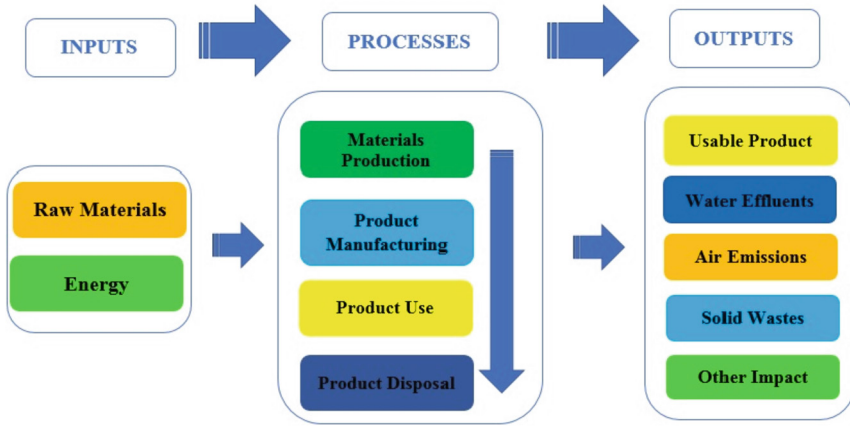 INPUTS
PROCESSES
OUTPUTS
Raw Materials
Energy
Materials
Production
Product
Manufacturing
Product Use
Product Disposal
Usable Product
Water Effluents
Air Emissions
Solid Wastes
Other Impact